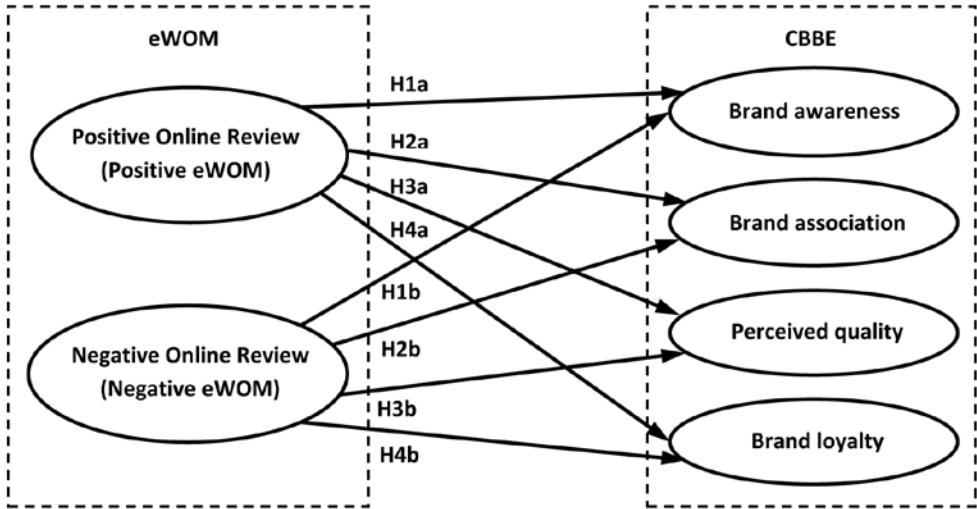 eWOM
CBBE
Positive Online Review
(Positive eWOM)
Negative Online Review
(Negative eWOM)
H1a
H2a
H3a
H4a
H1b
H2b
H3b
H4b
Brand awareness
Brand association
Perceived quality
Brand loyalty